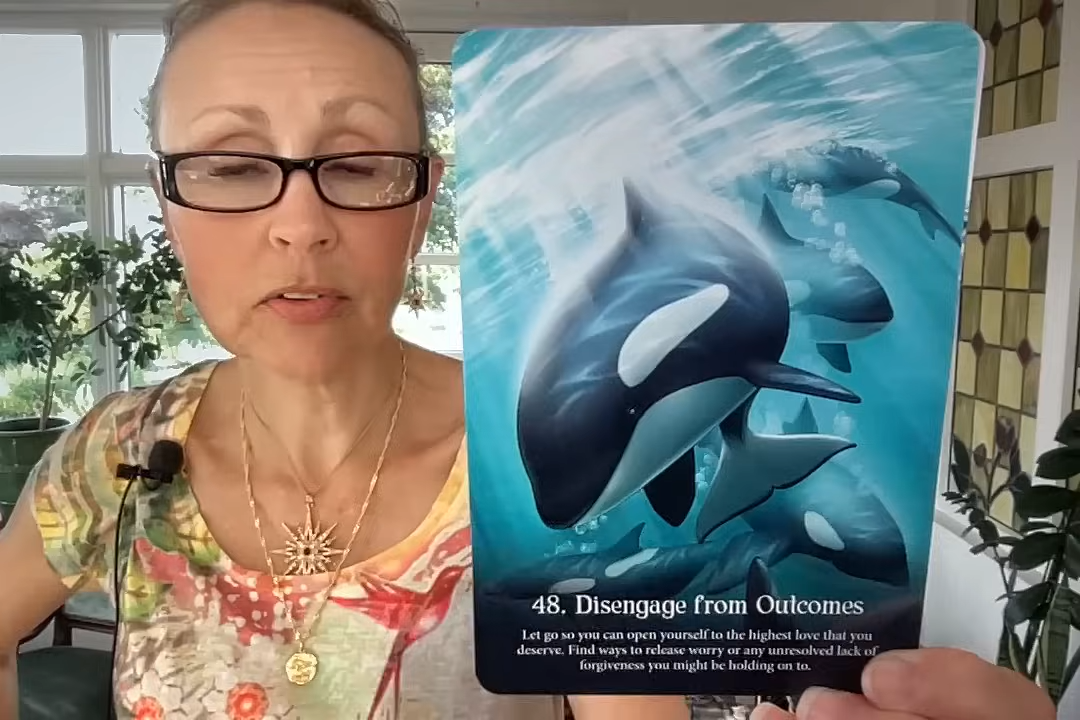 48. Disengage from Outcomes
Let go so you can open yourself to the highest love that you
deserve. Find ways to release worry or any unresolved lack of
forgiveness you might be holding on to.